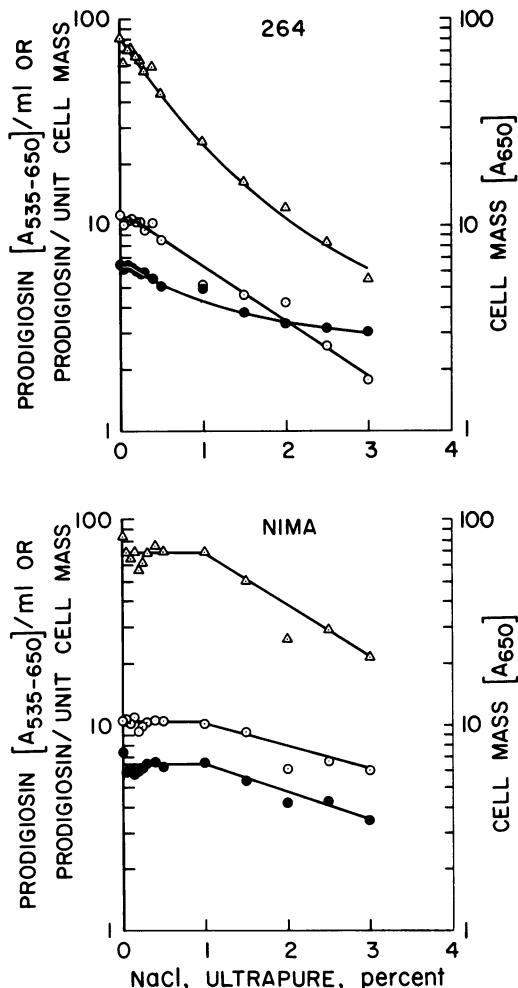 264
100
10
1
100
10
1
0 1 2 3 4
PRODIGIOSIN [A535-650]/ml OR
PRODIGIOSIN/UNIT CELL MASS
CELL MASS [A650]
NIMA
100
10
1
100
10
1
0 1 2 3 4
PRODIGIOSIN [A535-650]/ml OR
PRODIGIOSIN/UNIT CELL MASS
CELL MASS [A650]
NaCl, ULTRAPURE, percent